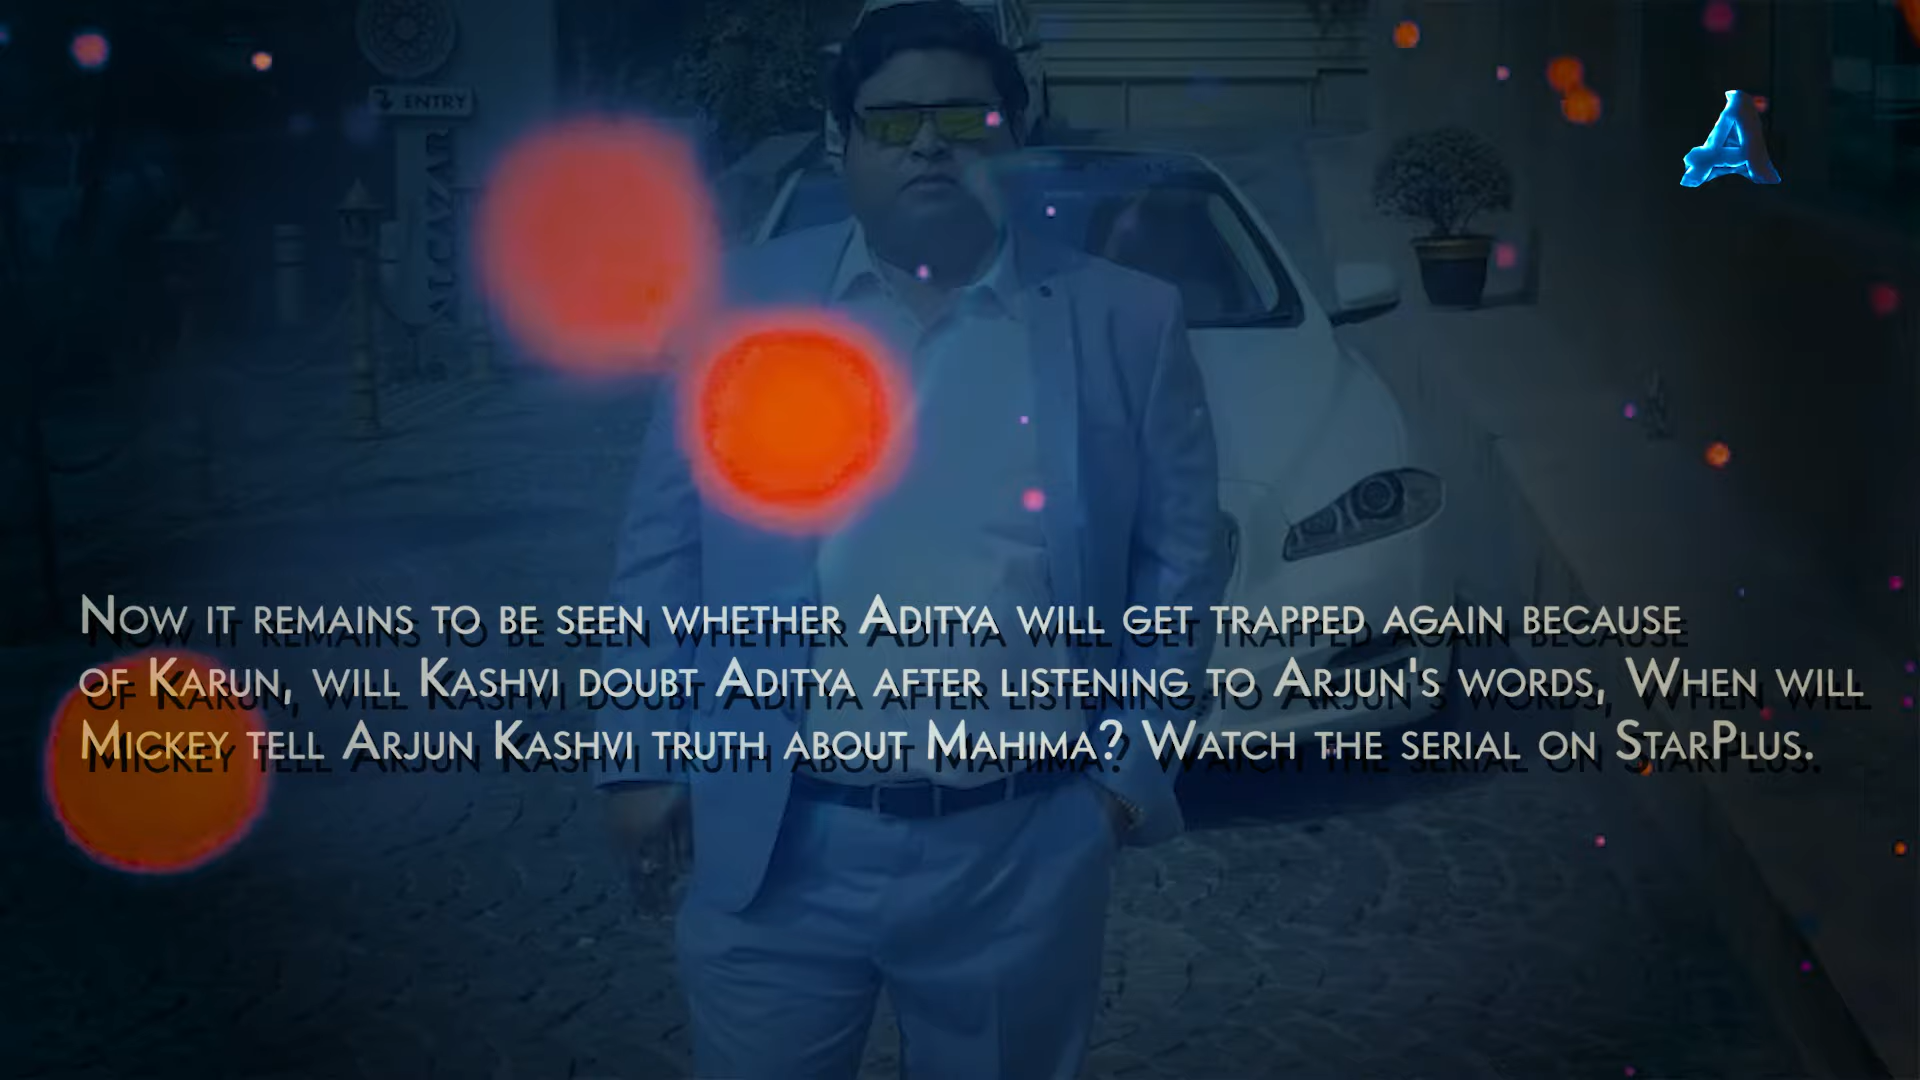 ENTRY
ALCAZAR
A
Now it remains to be seen whether Aditya will get trapped again because
of Karun, will Kashvi doubt Aditya after listening to Arjun's words, When will
Mickey tell Arjun Kashvi truth about Mahima? Watch the serial on StarPlus.